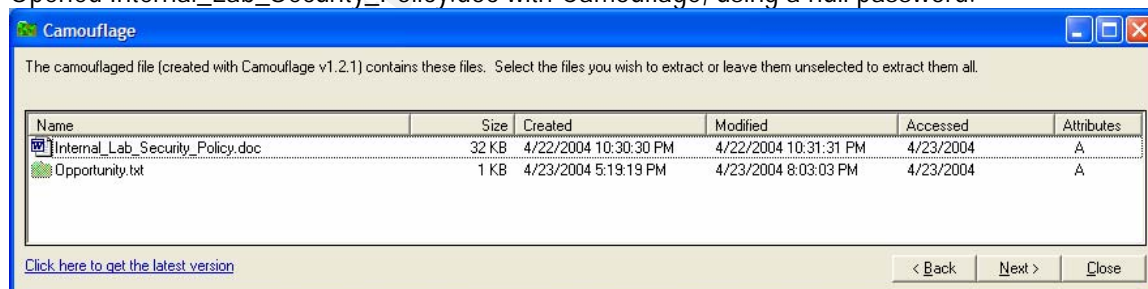 Opened Internal_Lab_Security_Policy.doc with Camouflage, using a null password.
Camouflage
The camouflaged file (created with Camouflage v1.2.1) contains these files. Select the files you wish to extract or leave them unselected to extract them all.
Name Size Created Modified Accessed Attributes
Internal_Lab_Security_Policy.doc 32 KB 4/22/2004 10:30:30 PM 4/22/2004 10:31:31 PM 4/23/2004 A
Opportunity.txt 1 KB 4/23/2004 5:19:19 PM 4/23/2004 8:03:03 PM 4/23/2004 A
Click here to get the latest version < Back Next > Close